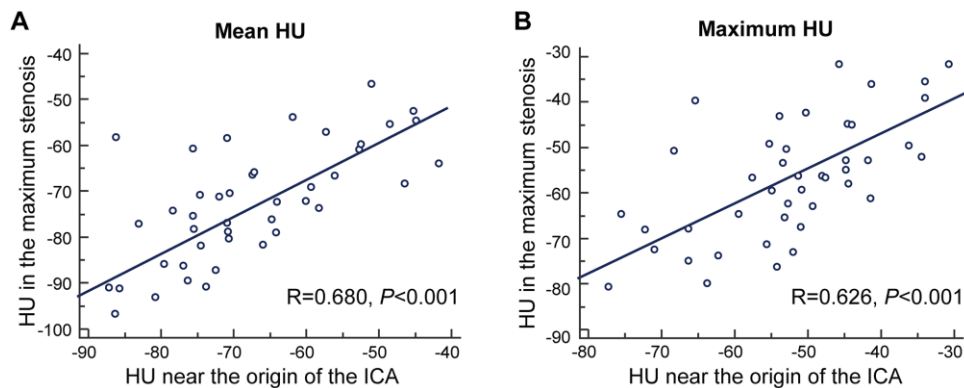 A
Mean HU
HU in the maximum stenosis
-40
-50
-60
-70
-80
-90
-100
R=0.680, P<0.001
-90 -80 -70 -60 -50 -40
HU near the origin of the ICA
B
Maximum HU
HU in the maximum stenosis
-30
-40
-50
-60
-70
-80
-90
R=0.626, P<0.001
-80 -70 -60 -50 -40 -30
HU near the origin of the ICA